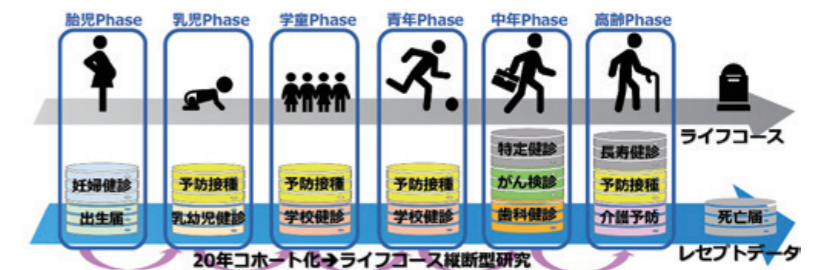 胎児Phase
乳児Phase
学童Phase
青年Phase
中年Phase
高齢Phase
ライフコース
妊婦健診
出生届
予防接種
乳幼児健診
予防接種
学校健診
予防接種
学校健診
特定健診
がん検診
歯科健診
長寿健診
予防接種
介護予防
死亡届
レセプトデータ
20年コホート化➔ライフコース縦断型研究